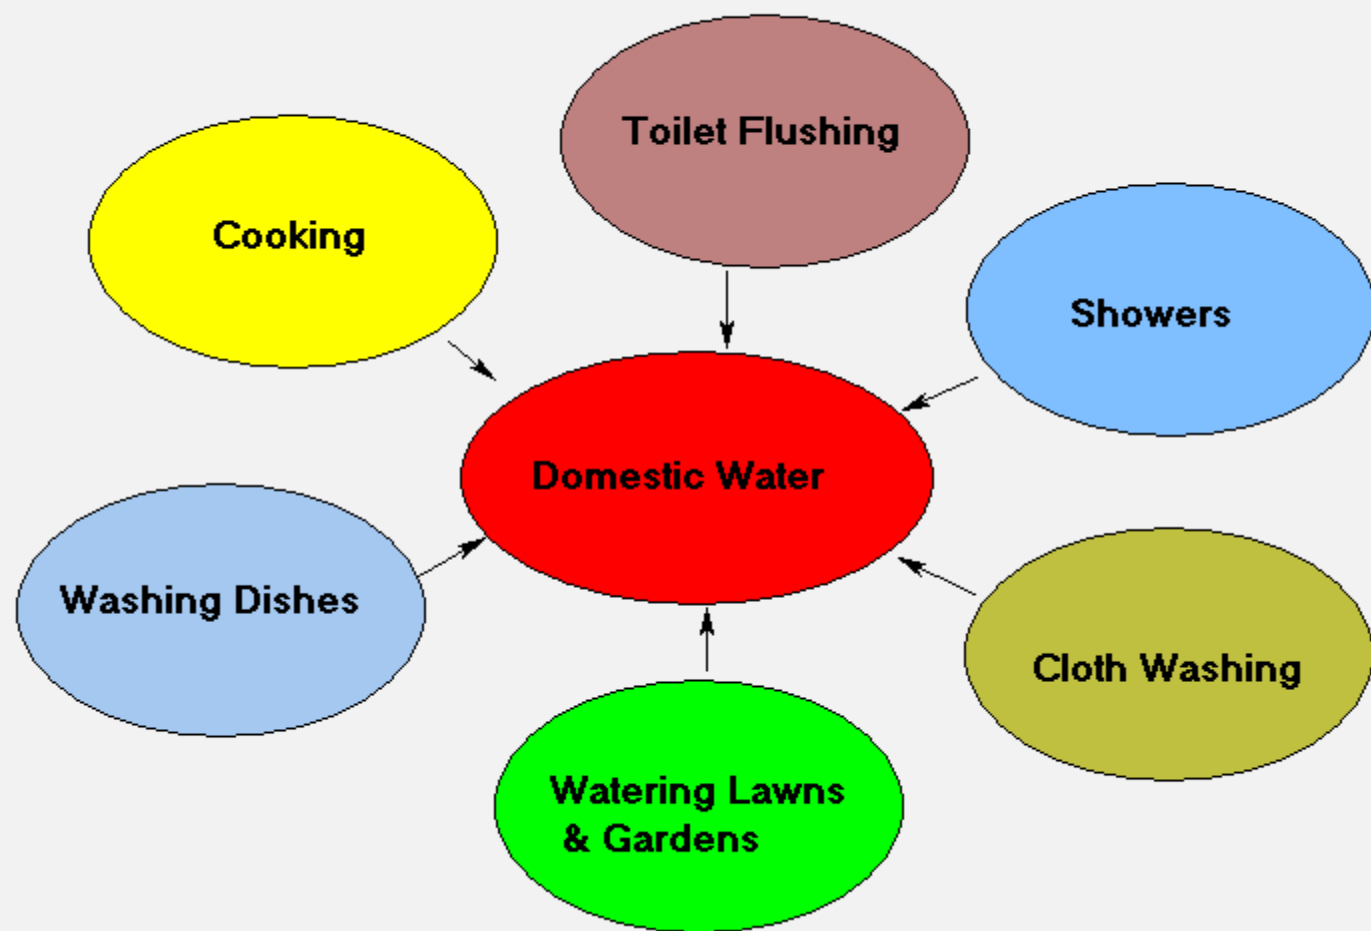 Toilet Flushing
Cooking
Showers
Domestic Water
Washing Dishes
Cloth Washing
Watering Lawns
& Gardens